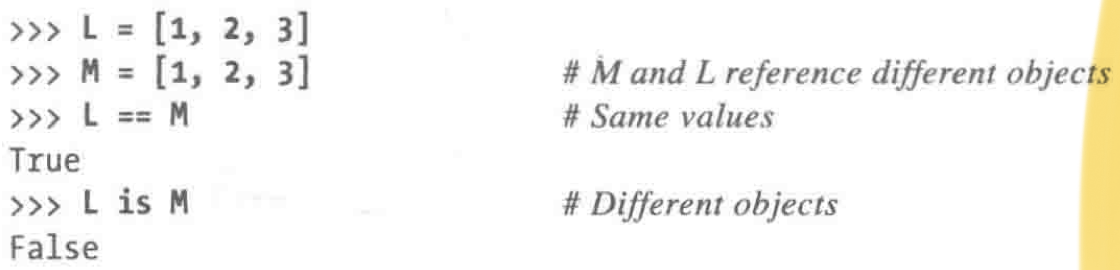 >>> L = [1, 2, 3]
>>> M = [1, 2, 3] # M and L reference different objects
>>> L == M # Same values
True
>>> L is M # Different objects
False